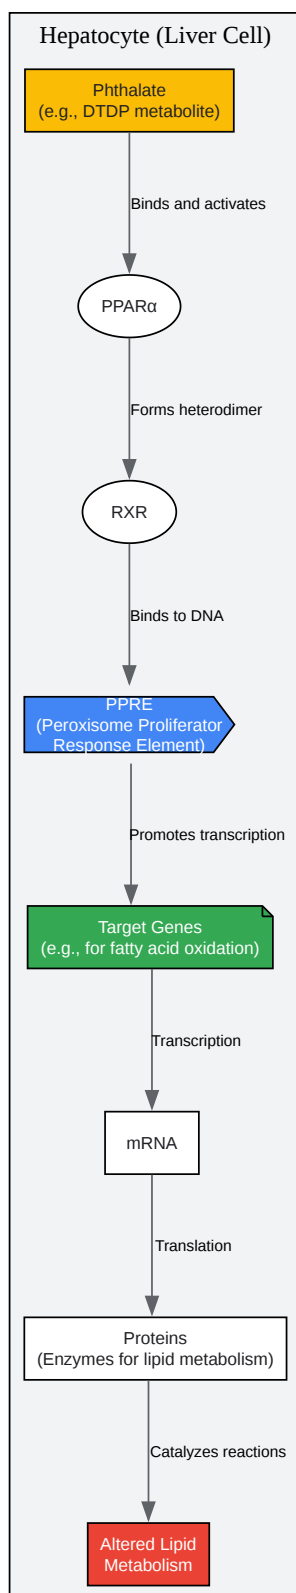 Hepatocyte (Liver Cell)
Phthalate
(e.g., DTDP metabolite)
Binds and activates
PPARα
Forms heterodimer
RXR
Binds to DNA
PPRE
(Peroxisome Proliferator
Response Element)
Promotes transcription
Target Genes
(e.g., for fatty acid oxidation)
Transcription
mRNA
Translation
Proteins
(Enzymes for lipid metabolism)
Catalyzes reactions
Altered Lipid
Metabolism